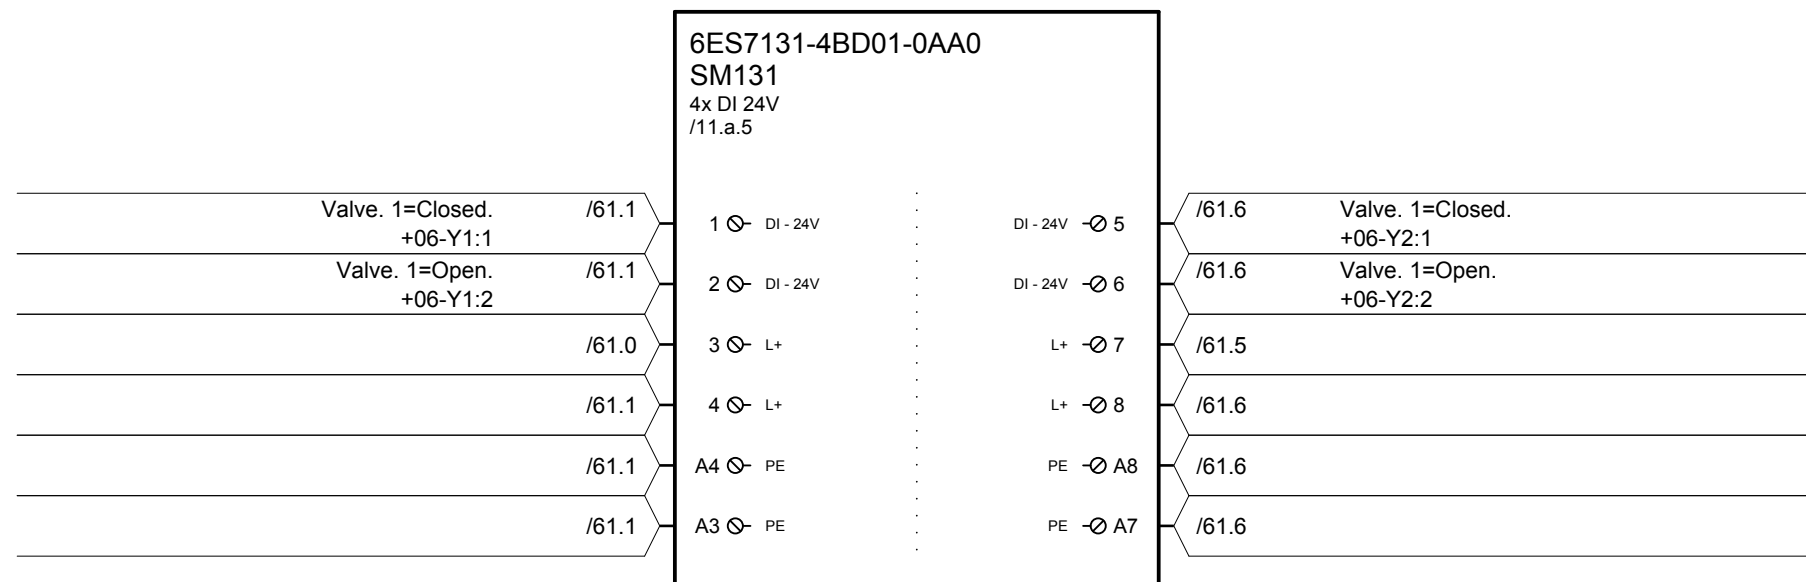 6ES7131-4BD01-0AA0
SM131
4x DI 24V
/11.a.5
Valve. 1=Closed. /61.1 1 DI - 24V DI - 24V 5 /61.6 Valve. 1=Closed.
+06-Y1:1 +06-Y2:1
Valve. 1=Open. /61.1 2 DI - 24V DI - 24V 6 /61.6 Valve. 1=Open.
+06-Y1:2 +06-Y2:2
/61.0 3 L+ L+ 7 /61.5
/61.1 4 L+ L+ 8 /61.6
/61.1 A4 PE PE A8 /61.6
/61.1 A3 PE PE A7 /61.6